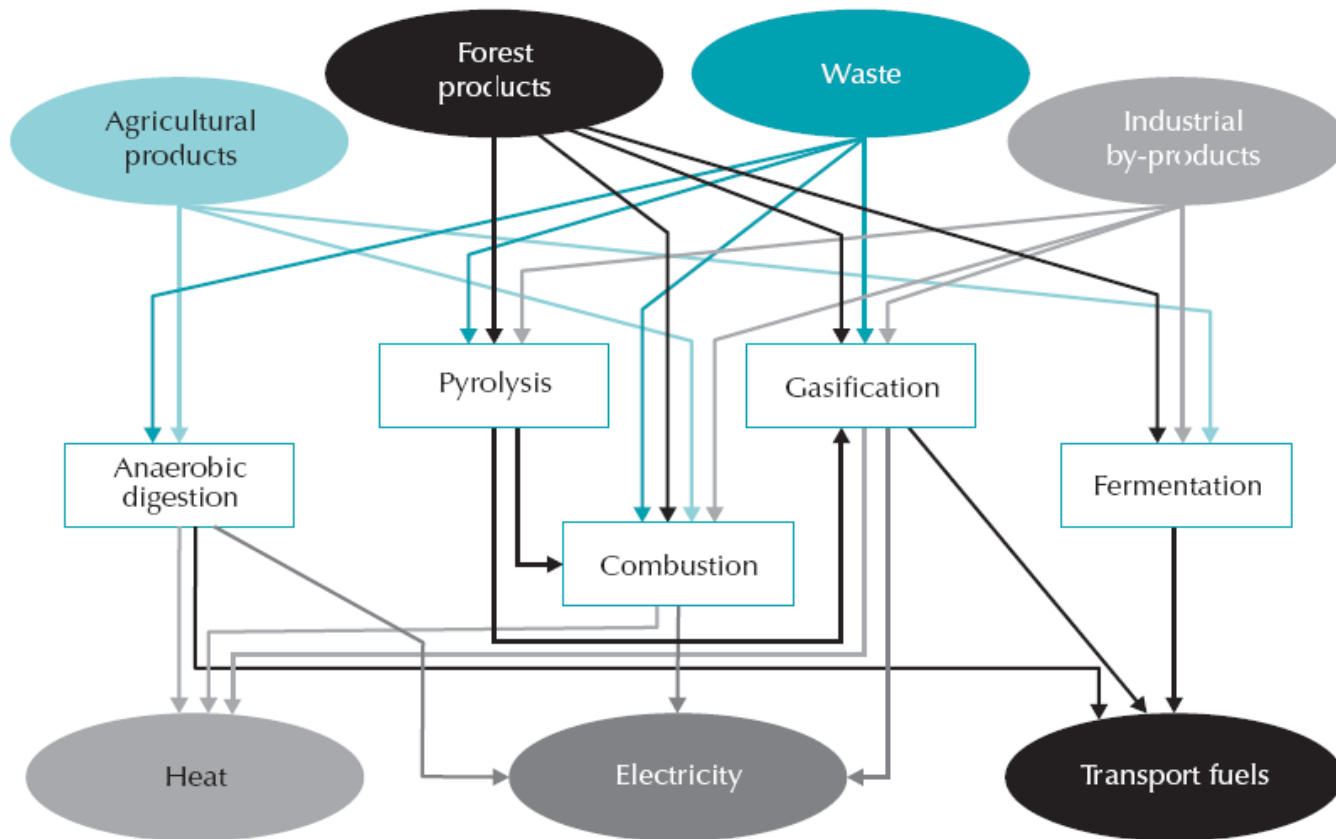 Forest
products
Waste
Agricultural
products
Industrial
by-products
Pyrolysis
Gasification
Anaerobic
digestion
Fermentation
Combustion
Heat
Electricity
Transport fuels